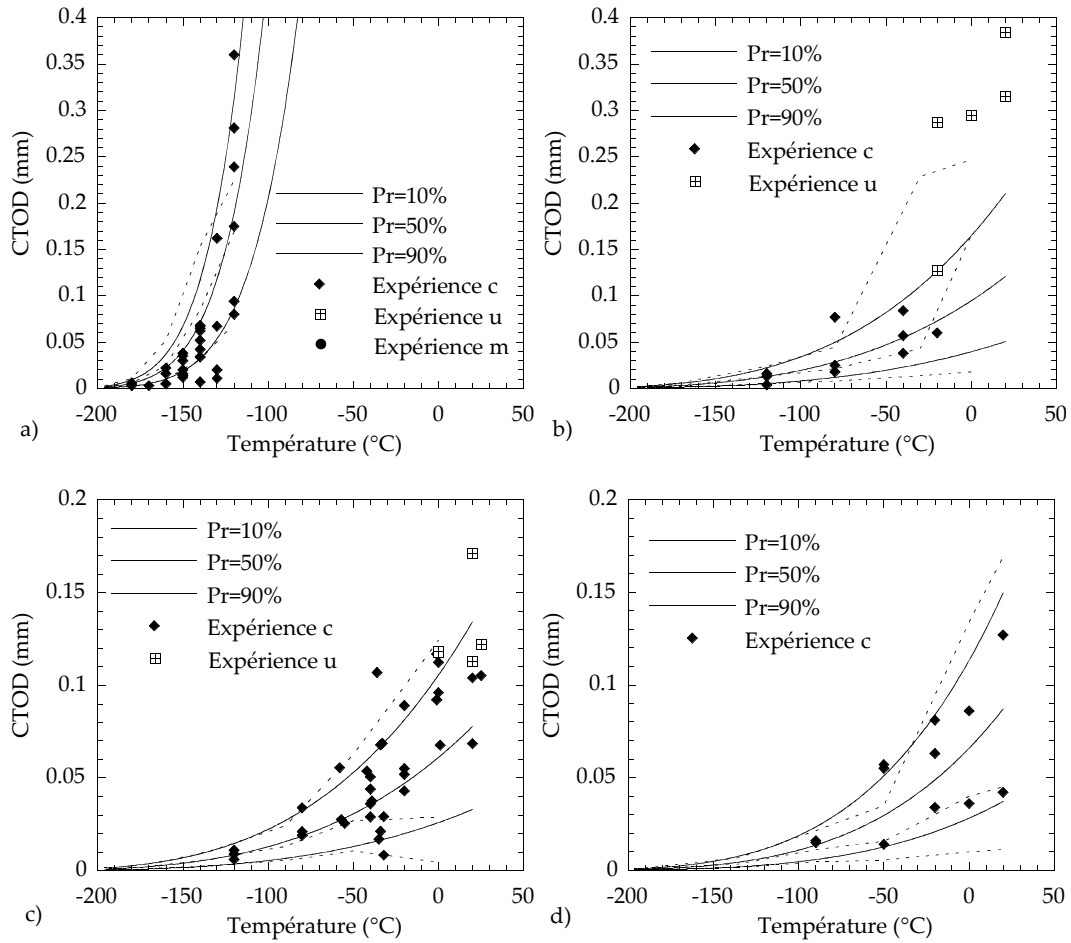 0.4
0.35
0.3
0.25
0.2
0.15
0.1
0.05
0
CTOD (mm)
Pr=10%
Pr=50%
Pr=90%
Expérience c
Expérience u
Expérience m
-200 -150 -100 -50 0 50
Température (°C)
a)
0.4
0.35
0.3
0.25
0.2
0.15
0.1
0.05
0
CTOD (mm)
Pr=10%
Pr=50%
Pr=90%
Expérience c
Expérience u
-200 -150 -100 -50 0 50
Température (°C)
b)
0.2
0.15
0.1
0.05
0
CTOD (mm)
Pr=10%
Pr=50%
Pr=90%
Expérience c
Expérience u
-200 -150 -100 -50 0 50
Température (°C)
c)
0.2
0.15
0.1
0.05
0
CTOD (mm)
Pr=10%
Pr=50%
Pr=90%
Expérience c
-200 -150 -100 -50 0 50
Température (°C)
d)